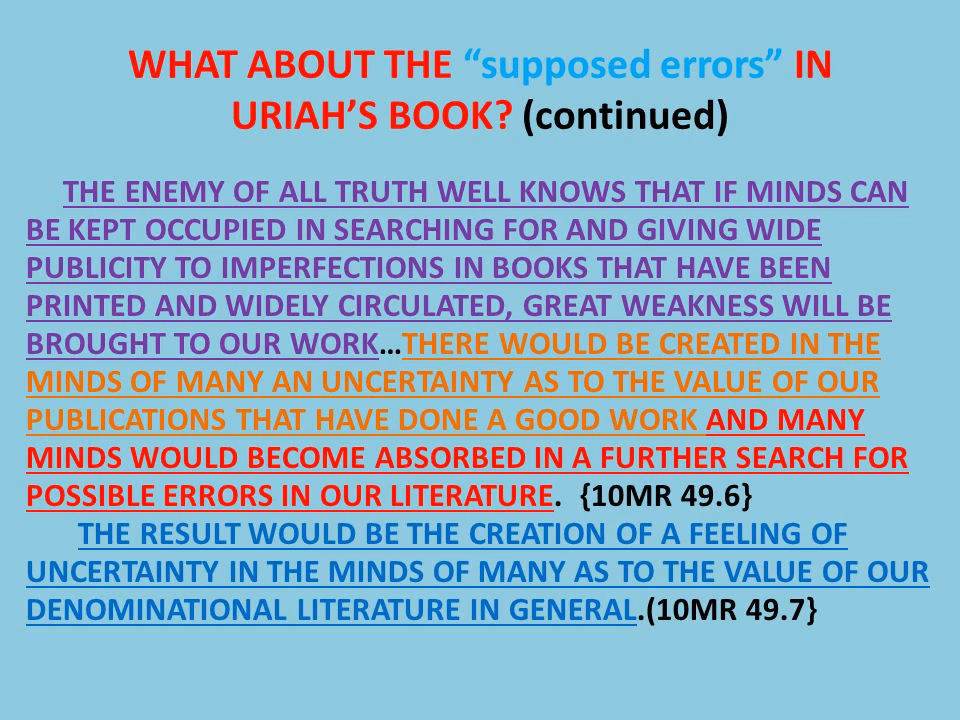 WHAT ABOUT THE “supposed errors” IN
URIAH’S BOOK? (continued)
THE ENEMY OF ALL TRUTH WELL KNOWS THAT IF MINDS CAN
BE KEPT OCCUPIED IN SEARCHING FOR AND GIVING WIDE
PUBLICITY TO IMPERFECTIONS IN BOOKS THAT HAVE BEEN
PRINTED AND WIDELY CIRCULATED, GREAT WEAKNESS WILL BE
BROUGHT TO OUR WORK…THERE WOULD BE CREATED IN THE
MINDS OF MANY AN UNCERTAINTY AS TO THE VALUE OF OUR
PUBLICATIONS THAT HAVE DONE A GOOD WORK AND MANY
MINDS WOULD BECOME ABSORBED IN A FURTHER SEARCH FOR
POSSIBLE ERRORS IN OUR LITERATURE. {10MR 49.6}
THE RESULT WOULD BE THE CREATION OF A FEELING OF
UNCERTAINTY IN THE MINDS OF MANY AS TO THE VALUE OF OUR
DENOMINATIONAL LITERATURE IN GENERAL.(10MR 49.7}